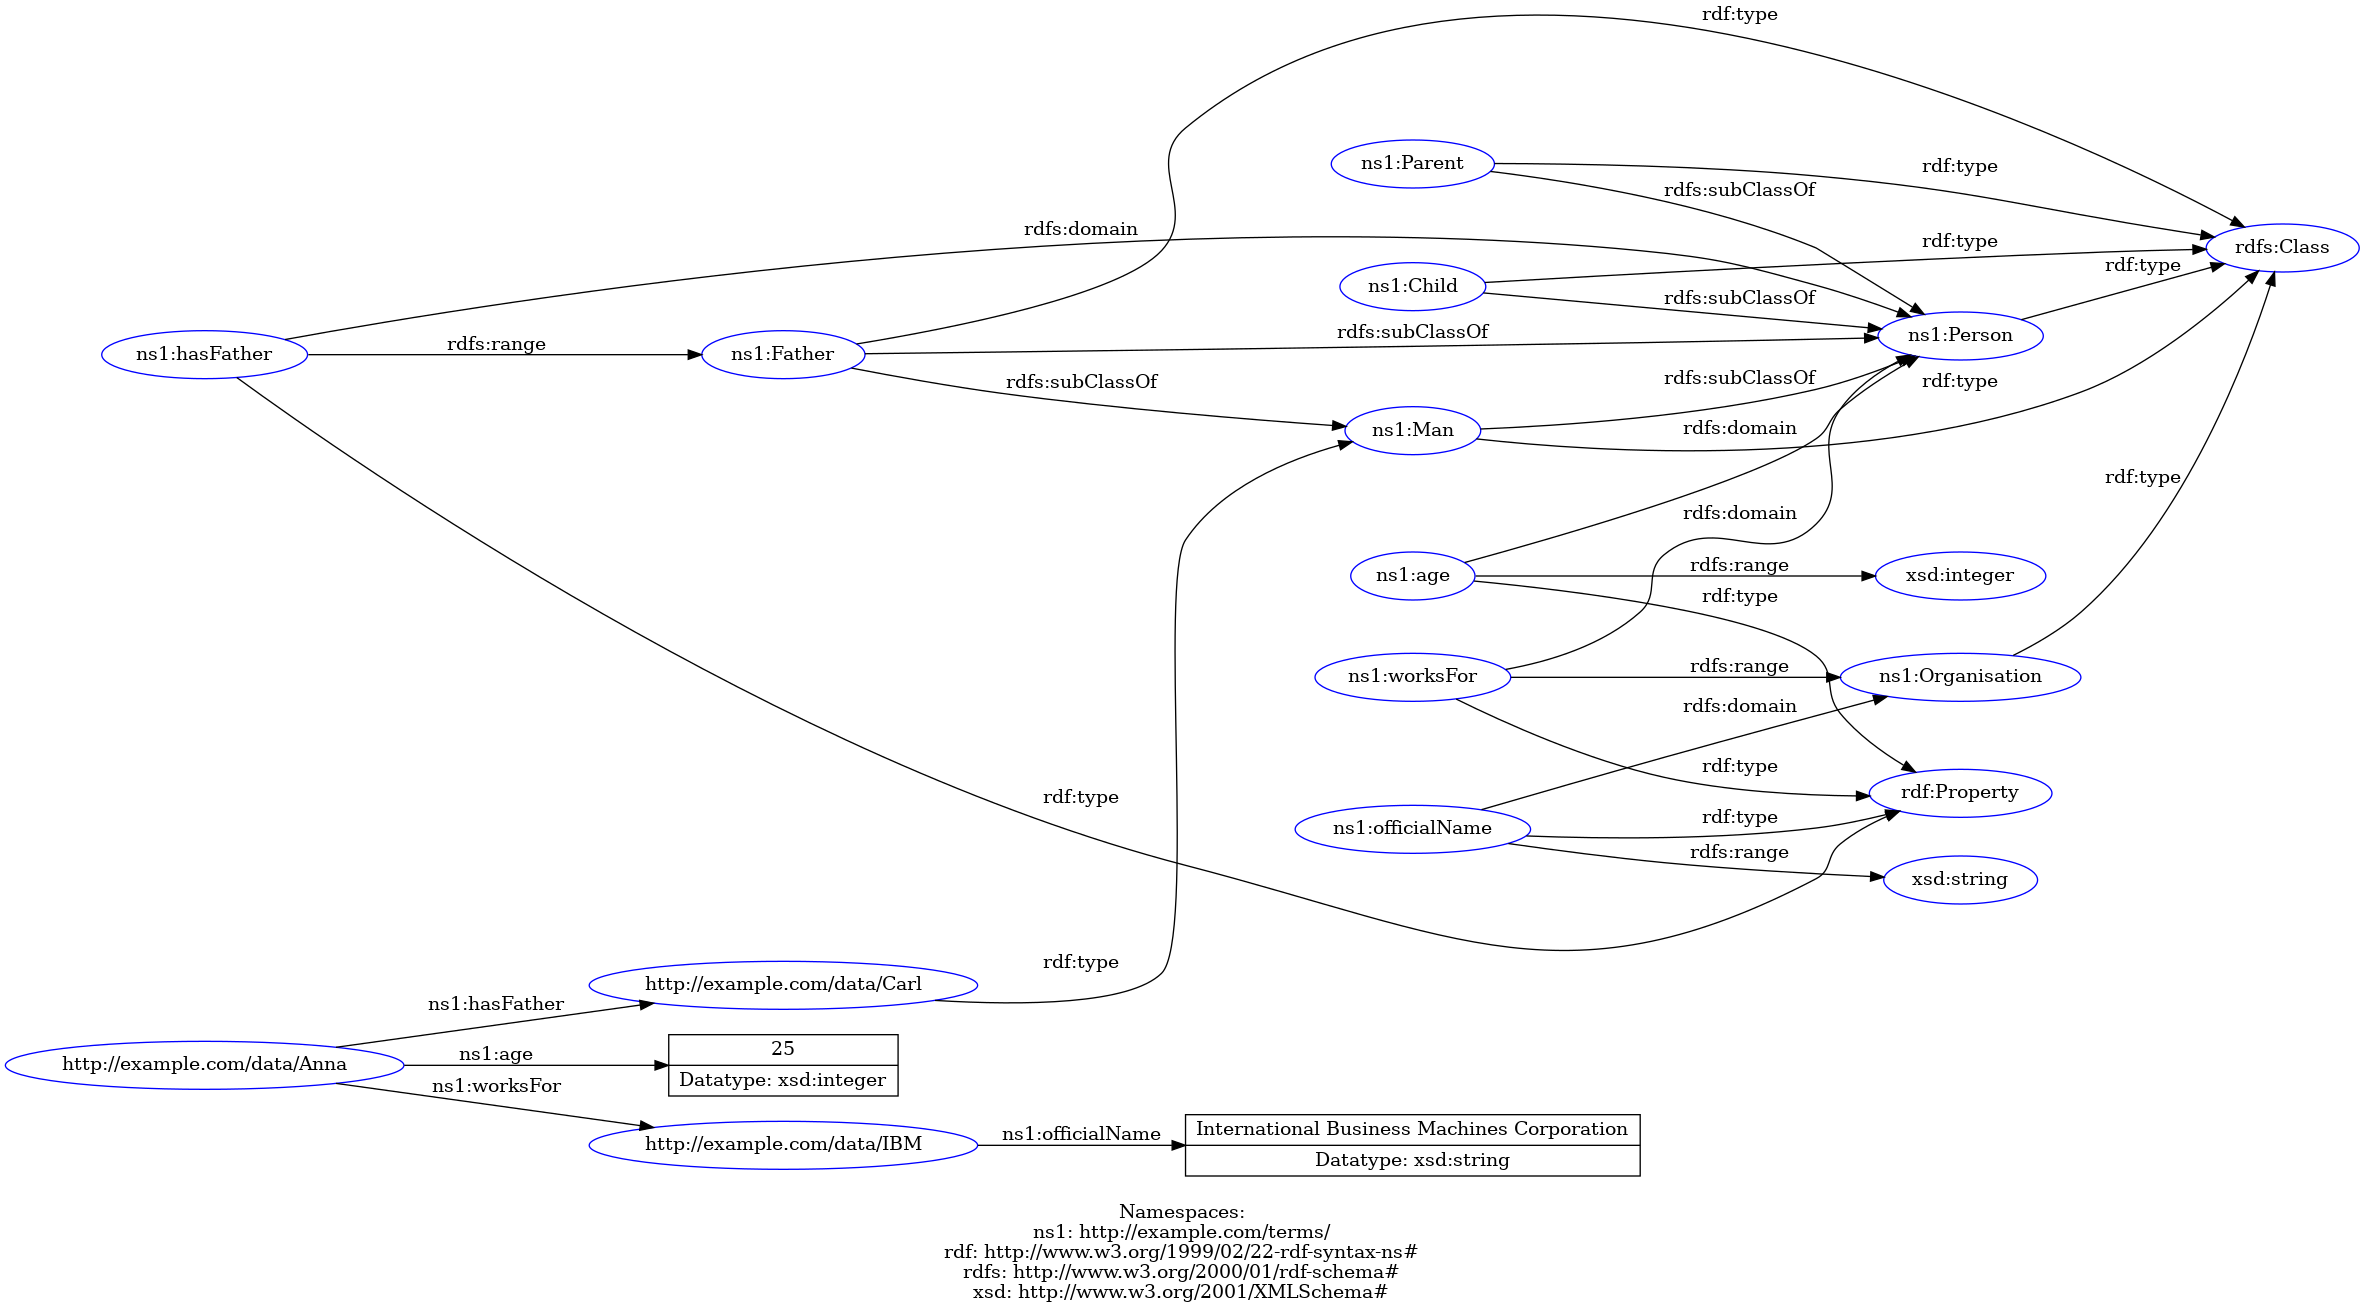 rdf:type
ns1:Parent
rdf:type
rdfs:subClassOf
rdfs:domain
rdf:type
rdfs:Class
rdf:type
ns1:Child
rdfs:subClassOf
ns1:hasFather
rdfs:range
ns1:Father
rdfs:subClassOf
ns1:Person
rdfs:subClassOf
rdfs:subClassOf
rdf:type
ns1:Man
rdfs:domain
rdf:type
rdfs:domain
ns1:age
rdfs:range
xsd:integer
rdf:type
ns1:worksFor
rdfs:range
ns1:Organisation
rdfs:domain
rdf:type
rdf:type
rdf:Property
ns1:officialName
rdf:type
rdfs:range
xsd:string
rdf:type
http://example.com/data/Carl
ns1:hasFather
http://example.com/data/Anna
ns1:age
25
Datatype: xsd:integer
ns1:worksFor
http://example.com/data/IBM
ns1:officialName
International Business Machines Corporation
Datatype: xsd:string
Namespaces:
ns1: http://example.com/terms/
rdf: http://www.w3.org/1999/02/22-rdf-syntax-ns#
rdfs: http://www.w3.org/2000/01/rdf-schema#
xsd: http://www.w3.org/2001/XMLSchema#